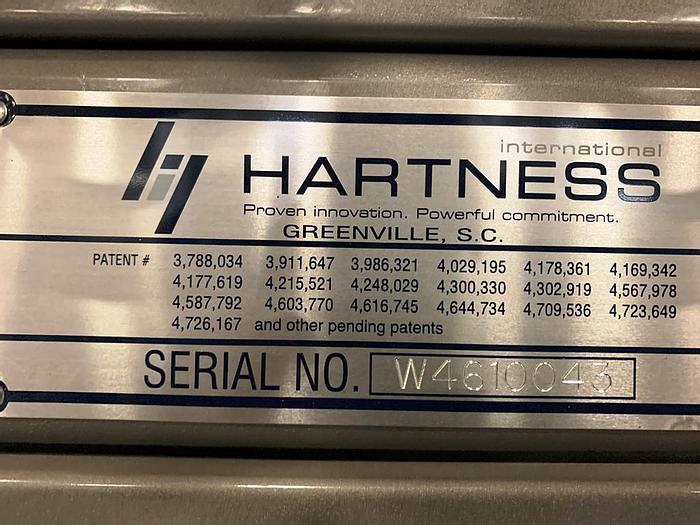 international
HARTNESS
Proven innovation. Powerful commitment.
GREENVILLE, S.C.
PATENT # 3,788,034 3,911,647 3,986,321 4,029,195 4,178,361 4,169,342
4,177,619 4,215,521 4,248,029 4,300,330 4,302,919 4,567,978
4,587,792 4,603,770 4,616,745 4,644,734 4,709,536 4,723,649
4,726,167 and other pending patents
SERIAL NO. W4610043